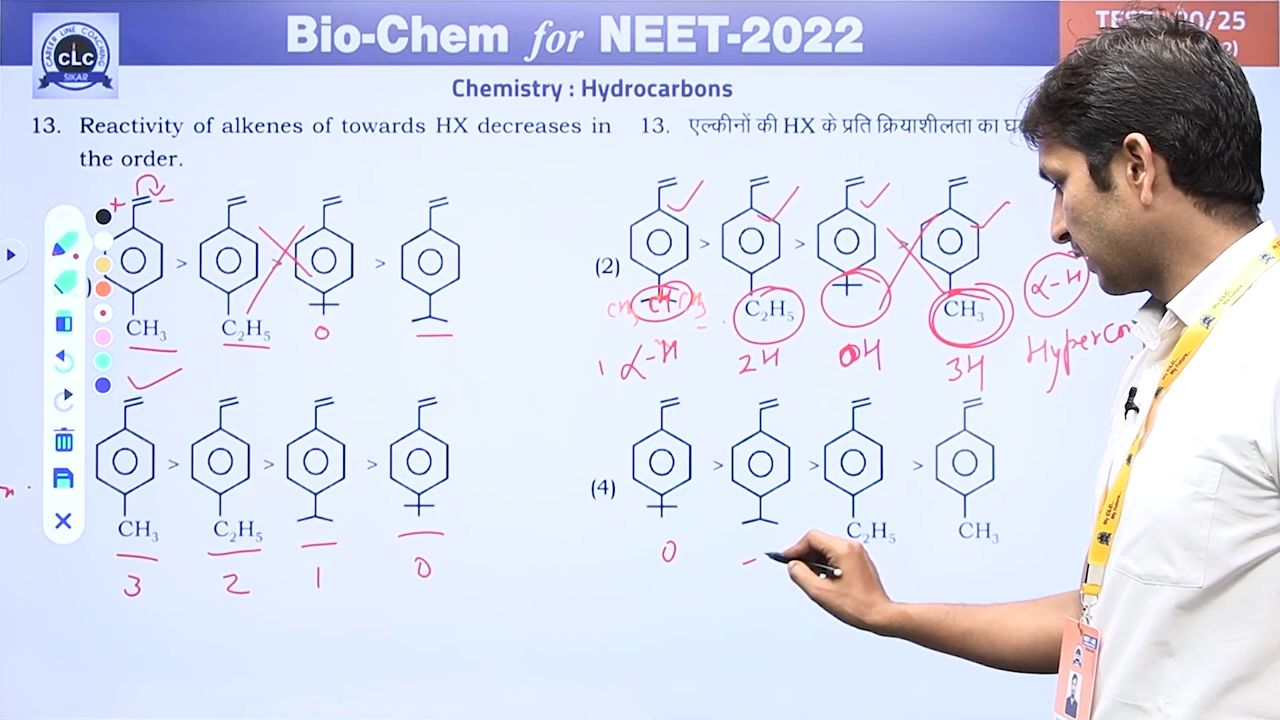 CAREER LINE COACHING
CLC
SIKAR
Bio-Chem for NEET-2022
Chemistry : Hydrocarbons
13. Reactivity of alkenes of towards HX decreases in
the order.
13. एल्कीनों की HX के प्रति क्रियाशीलता का
+ −
> > >
CH₃ C₂H₅
0
(2)
> > >
CH₃ CH CH₃
C₂H₅ CH₃
1 α-H 2H 0H 3H
α-H
> > >
CH₃ C₂H₅
3 2 1 0
(4)
> > >
C₂H₅ CH₃
0